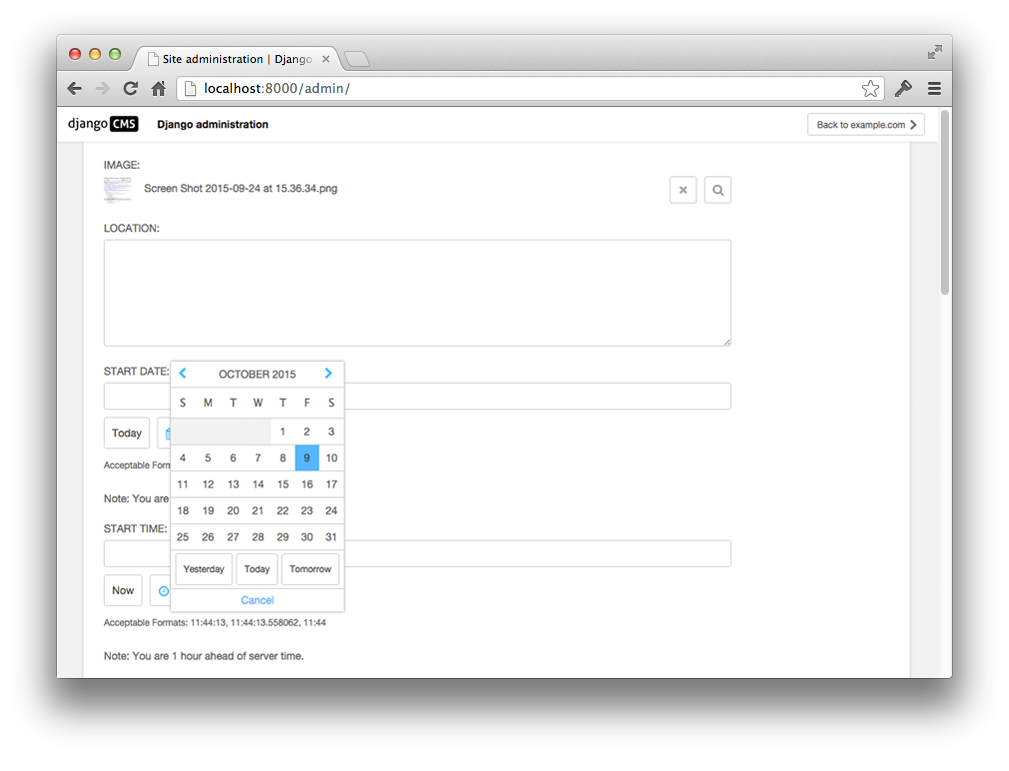 Site administration | Django
localhost:8000/admin/
django CMS Django administration Back to example.com
IMAGE:
Screen Shot 2015-09-24 at 15.36.34.png
LOCATION:
START DATE:
OCTOBER 2015
S M T W T F S
1 2 3
Today
4 5 6 7 8 9 10
Acceptable Form
11 12 13 14 15 16 17
Note: You are
18 19 20 21 22 23 24
START TIME:
25 26 27 28 29 30 31
Yesterday Today Tomorrow
Now
Cancel
Acceptable Formats: 11:44:13, 11:44:13.558062, 11:44
Note: You are 1 hour ahead of server time.